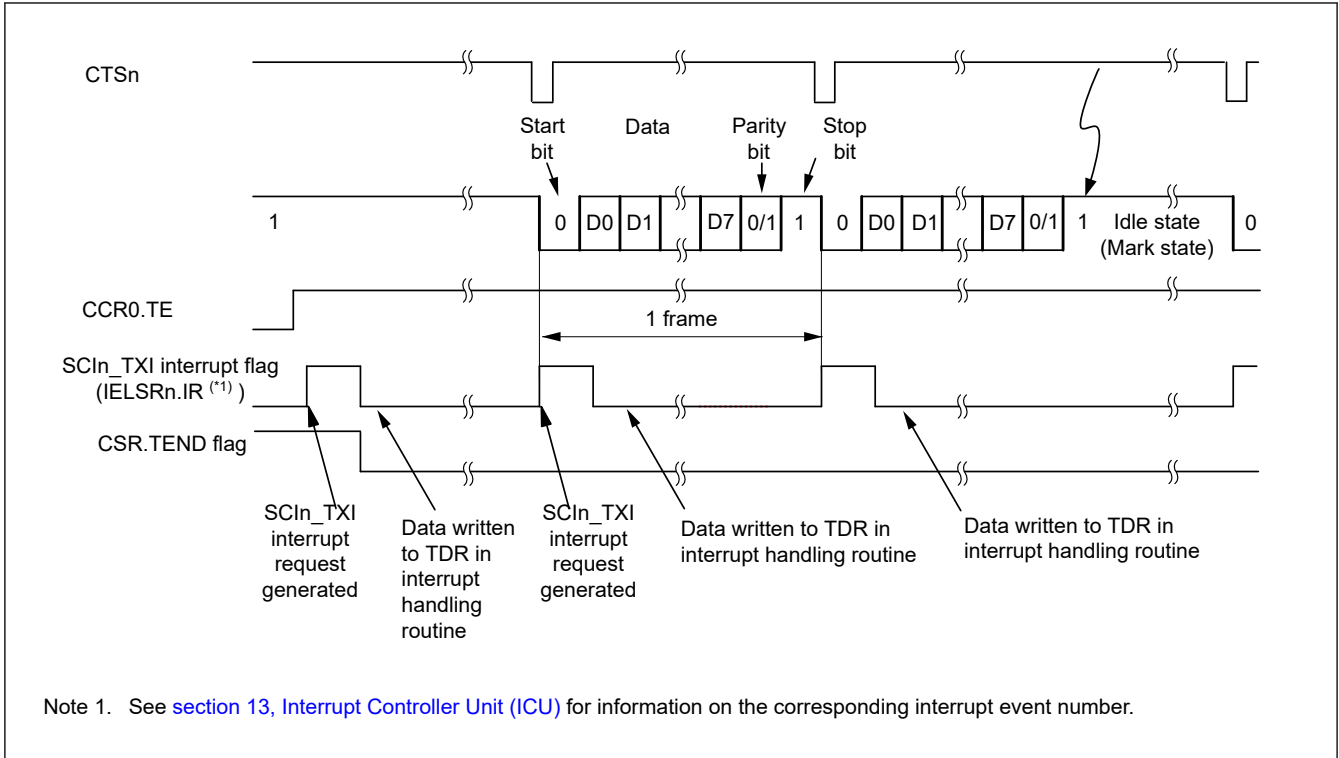 CTSn
Start
bit
Data
Parity
bit
Stop
bit
1
0
D0
D1
D7
0/1
1
0
D0
D1
D7
0/1
1
Idle state
(Mark state)
0
CCR0.TE
1 frame
SCIn_TXI interrupt flag
(IELSRn.IR (*1) )
CSR.TEND flag
SCIn_TXI
interrupt
request
generated
Data written
to TDR in
interrupt
handling
routine
SCIn_TXI
interrupt
request
generated
Data written to TDR in
interrupt handling routine
Data written to TDR in
interrupt handling routine
Note 1. See section 13, Interrupt Controller Unit (ICU) for information on the corresponding interrupt event number.